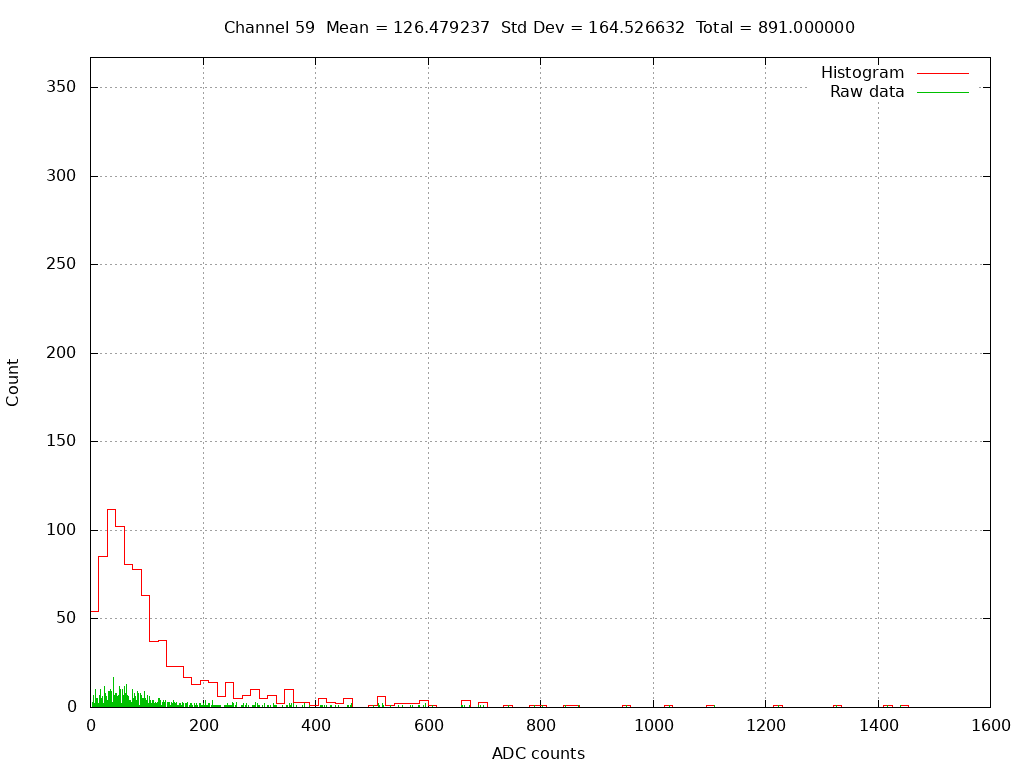 Channel 59  Mean = 126.479237  Std Dev = 164.526632  Total = 891.000000
Histogram
Raw data
350
300
250
200
150
100
50
0
Count
0 200 400 600 800 1000 1200 1400 1600
ADC counts